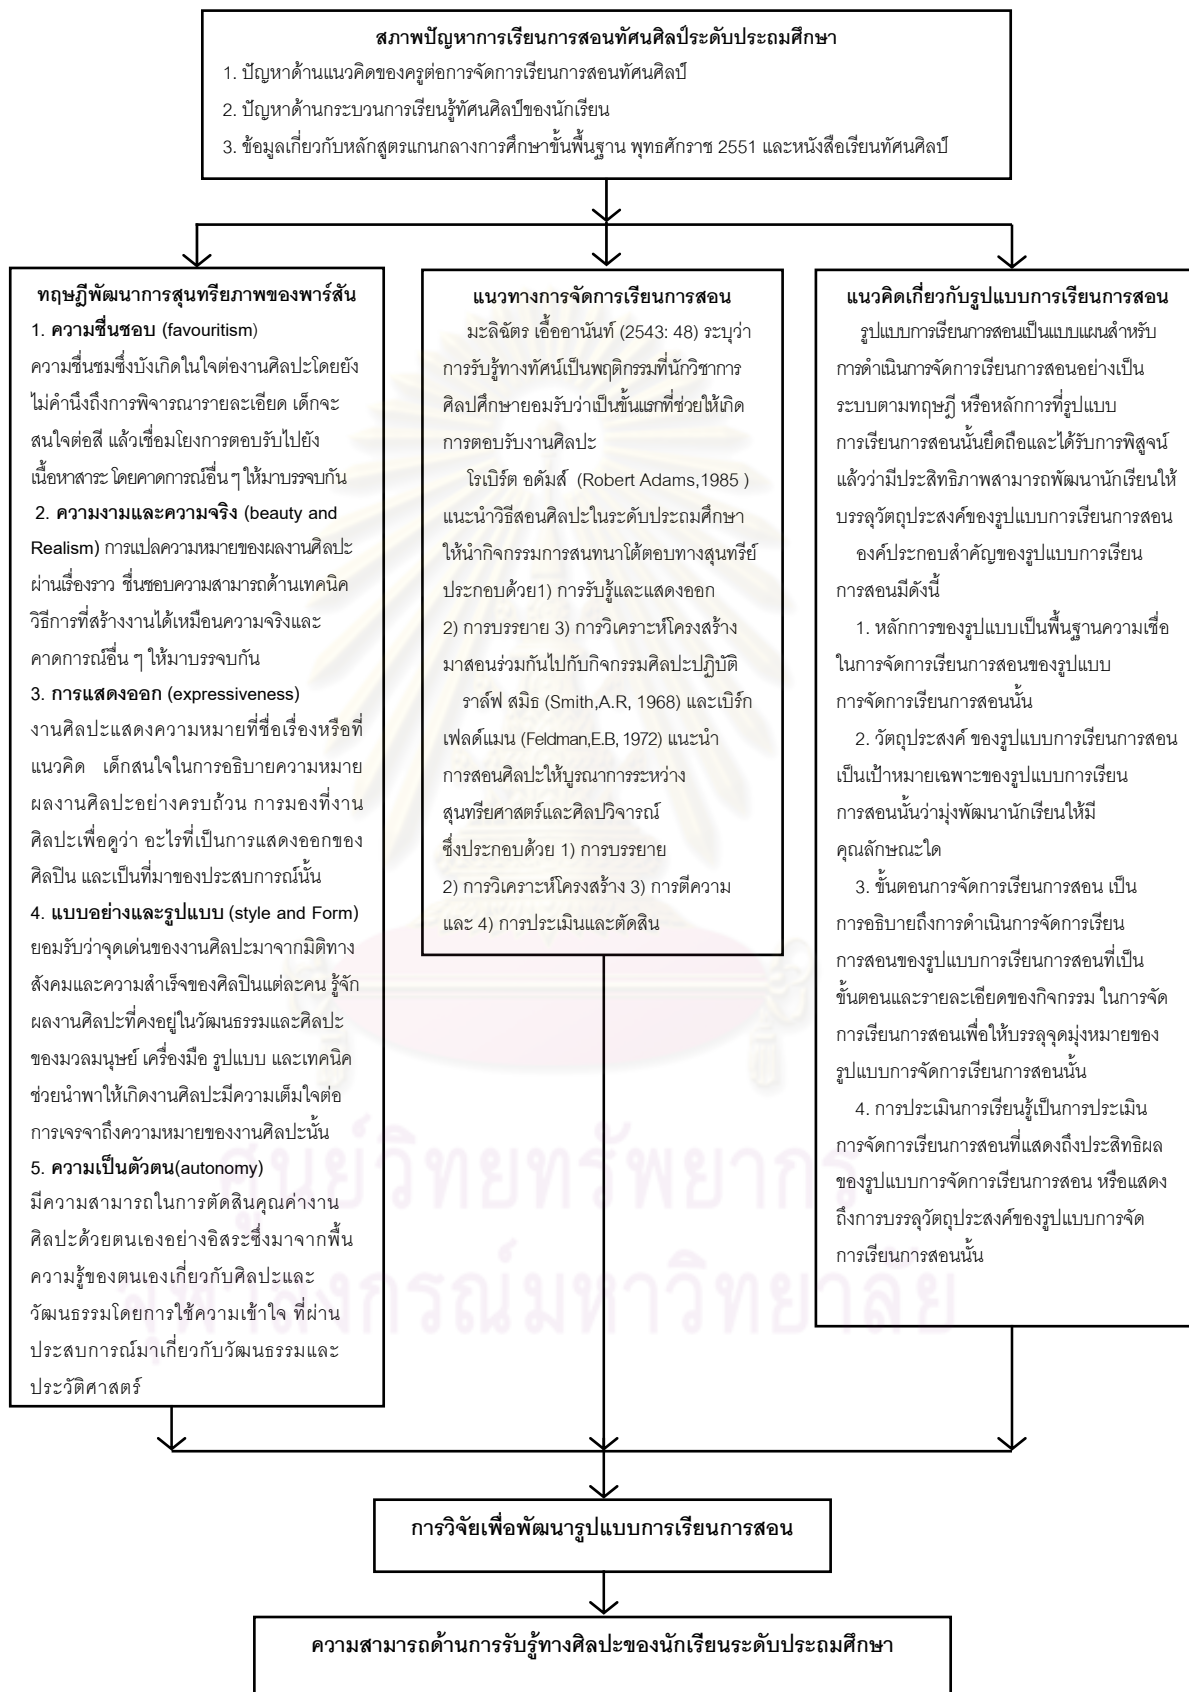 สภาพปัญหาการเรียนการสอนทัศนศิลป์ระดับประถมศึกษา
1. ปัญหาด้านแนวคิดของครูต่อการจัดการเรียนการสอนทัศนศิลป์
2. ปัญหาด้านกระบวนการเรียนรู้ทัศนศิลป์ของนักเรียน
3. ข้อมูลเกี่ยวกับหลักสูตรแกนกลางการศึกษาขั้นพื้นฐาน พุทธศักราช 2551 และหนังสือเรียนทัศนศิลป์
ทฤษฎีพัฒนาการสุนทรียภาพของพาร์สัน
1. ความชื่นชอบ (favouritism)
ความชื่นชมซึ่งบังเกิดในใจต่องานศิลปะโดยยัง
ไม่คำนึงถึงการพิจารณารายละเอียด เด็กจะ
สนใจต่อสี แล้วเชื่อมโยงการตอบรับไปยัง
เนื้อหาสาระ โดยคาดการณ์อื่น ๆ ให้มาบรรจบกัน
2. ความงามและความจริง (beauty and
Realism) การแปลความหมายของผลงานศิลปะ
ผ่านเรื่องราว ชื่นชอบความสามารถด้านเทคนิค
วิธีการที่สร้างงานได้เหมือนความจริงและ
คาดการณ์อื่น ๆ ให้มาบรรจบกัน
3. การแสดงออก (expressiveness)
งานศิลปะแสดงความหมายที่ชื่อเรื่องหรือที่
แนวคิด เด็กสนใจในการอธิบายความหมาย
ผลงานศิลปะอย่างครบถ้วน การมองที่งาน
ศิลปะเพื่อดูว่า อะไรที่เป็นการแสดงออกของ
ศิลปิน และเป็นที่มาของประสบการณ์นั้น
4. แบบอย่างและรูปแบบ (style and Form)
ยอมรับว่าจุดเด่นของงานศิลปะมาจากมิติทาง
สังคมและความสำเร็จของศิลปินแต่ละคน รู้จัก
ผลงานศิลปะที่คงอยู่ในวัฒนธรรมและศิลปะ
ของมวลมนุษย์ เครื่องมือ รูปแบบ และเทคนิค
ช่วยนำพาให้เกิดงานศิลปะมีความเต็มใจต่อ
การเจรจาถึงความหมายของงานศิลปะนั้น
5. ความเป็นตัวตน(autonomy)
มีความสามารถในการตัดสินคุณค่างาน
ศิลปะด้วยตนเองอย่างอิสระซึ่งมาจากพื้น
ความรู้ของตนเองเกี่ยวกับศิลปะและ
วัฒนธรรมโดยการใช้ความเข้าใจ ที่ผ่าน
ประสบการณ์มาเกี่ยวกับวัฒนธรรมและ
ประวัติศาสตร์
แนวทางการจัดการเรียนการสอน
มะลิฉัตร เอื้ออานันท์ (2543: 48) ระบุว่า
การรับรู้ทางทัศน์เป็นพฤติกรรมที่นักวิชาการ
ศิลปศึกษายอมรับว่าเป็นขั้นแรกที่ช่วยให้เกิด
การตอบรับงานศิลปะ
โรเบิร์ต อดัมส์ (Robert Adams,1985 )
แนะนำวิธีสอนศิลปะในระดับประถมศึกษา
ให้นำกิจกรรมการสนทนาโต้ตอบทางสุนทรีย์
ประกอบด้วย1) การรับรู้และแสดงออก
2) การบรรยาย 3) การวิเคราะห์โครงสร้าง
มาสอนร่วมกันไปกับกิจกรรมศิลปะปฏิบัติ
ราล์ฟ สมิธ (Smith,A.R, 1968) และเบิร์ก
เฟลด์แมน (Feldman,E.B, 1972) แนะนำ
การสอนศิลปะให้บูรณาการระหว่าง
สุนทรียศาสตร์และศิลปวิจารณ์
ซึ่งประกอบด้วย 1) การบรรยาย
2) การวิเคราะห์โครงสร้าง 3) การตีความ
และ 4) การประเมินและตัดสิน
แนวคิดเกี่ยวกับรูปแบบการเรียนการสอน
รูปแบบการเรียนการสอนเป็นแบบแผนสำหรับ
การดำเนินการจัดการเรียนการสอนอย่างเป็น
ระบบตามทฤษฎี หรือหลักการที่รูปแบบ
การเรียนการสอนนั้นยึดถือและได้รับการพิสูจน์
แล้วว่ามีประสิทธิภาพสามารถพัฒนานักเรียนให้
บรรลุวัตถุประสงค์ของรูปแบบการเรียนการสอน
องค์ประกอบสำคัญของรูปแบบการเรียน
การสอนมีดังนี้
1. หลักการของรูปแบบเป็นพื้นฐานความเชื่อ
ในการจัดการเรียนการสอนของรูปแบบ
การจัดการเรียนการสอนนั้น
2. วัตถุประสงค์ ของรูปแบบการเรียนการสอน
เป็นเป้าหมายเฉพาะของรูปแบบการเรียน
การสอนนั้นว่ามุ่งพัฒนานักเรียนให้มี
คุณลักษณะใด
3. ขั้นตอนการจัดการเรียนการสอน เป็น
การอธิบายถึงการดำเนินการจัดการเรียน
การสอนของรูปแบบการเรียนการสอนที่เป็น
ขั้นตอนและรายละเอียดของกิจกรรม ในการจัด
การเรียนการสอนเพื่อให้บรรลุจุดมุ่งหมายของ
รูปแบบการจัดการเรียนการสอนนั้น
4. การประเมินการเรียนรู้เป็นการประเมิน
การจัดการเรียนการสอนที่แสดงถึงประสิทธิผล
ของรูปแบบการจัดการเรียนการสอน หรือแสดง
ถึงการบรรลุวัตถุประสงค์ของรูปแบบการจัด
การเรียนการสอนนั้น
ศูนย์วิทยทรัพยากร
จุฬาลงกรณ์มหาวิทยาลัย
การวิจัยเพื่อพัฒนารูปแบบการเรียนการสอน
ความสามารถด้านการรับรู้ทางศิลปะของนักเรียนระดับประถมศึกษา